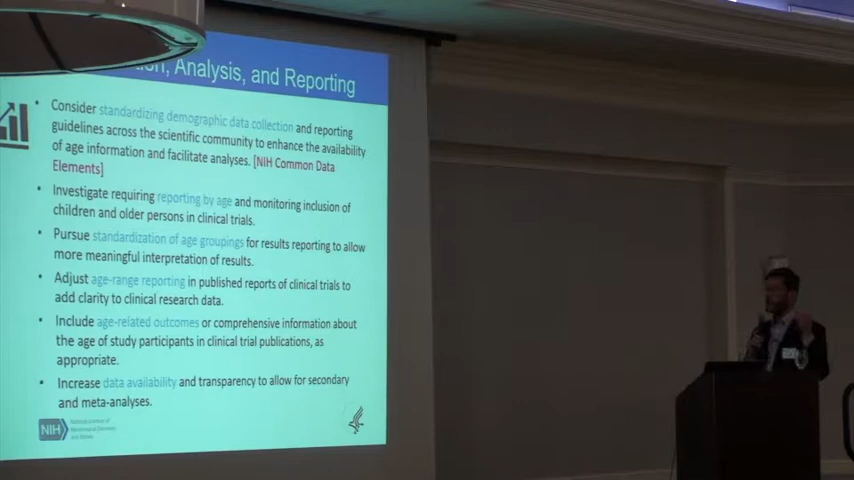 Analysis, and Reporting
• Consider standardizing demographic data collection and reporting
guidelines across the scientific community to enhance the availability
of age information and facilitate analyses. [NIH Common Data
Elements]
• Investigate requiring reporting by age and monitoring inclusion of
children and older persons in clinical trials.
• Pursue standardization of age groupings for results reporting to allow
more meaningful interpretation of results.
• Adjust age-range reporting in published reports of clinical trials to
add clarity to clinical research data.
• Include age-related outcomes or comprehensive information about
the age of study participants in clinical trial publications, as
appropriate.
• Increase data availability and transparency to allow for secondary
and meta-analyses.
NIH